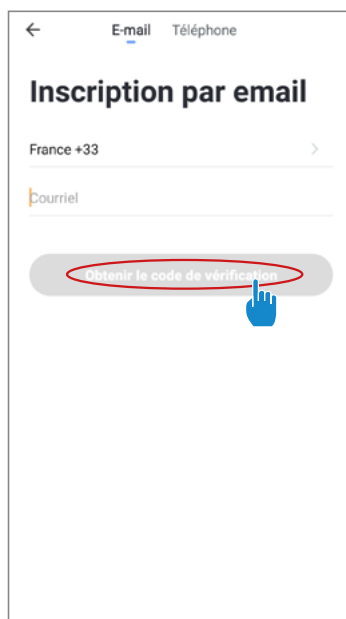 E-mail Téléphone
Inscription par email
France +33
Courriel
Obtenir le code de vérification